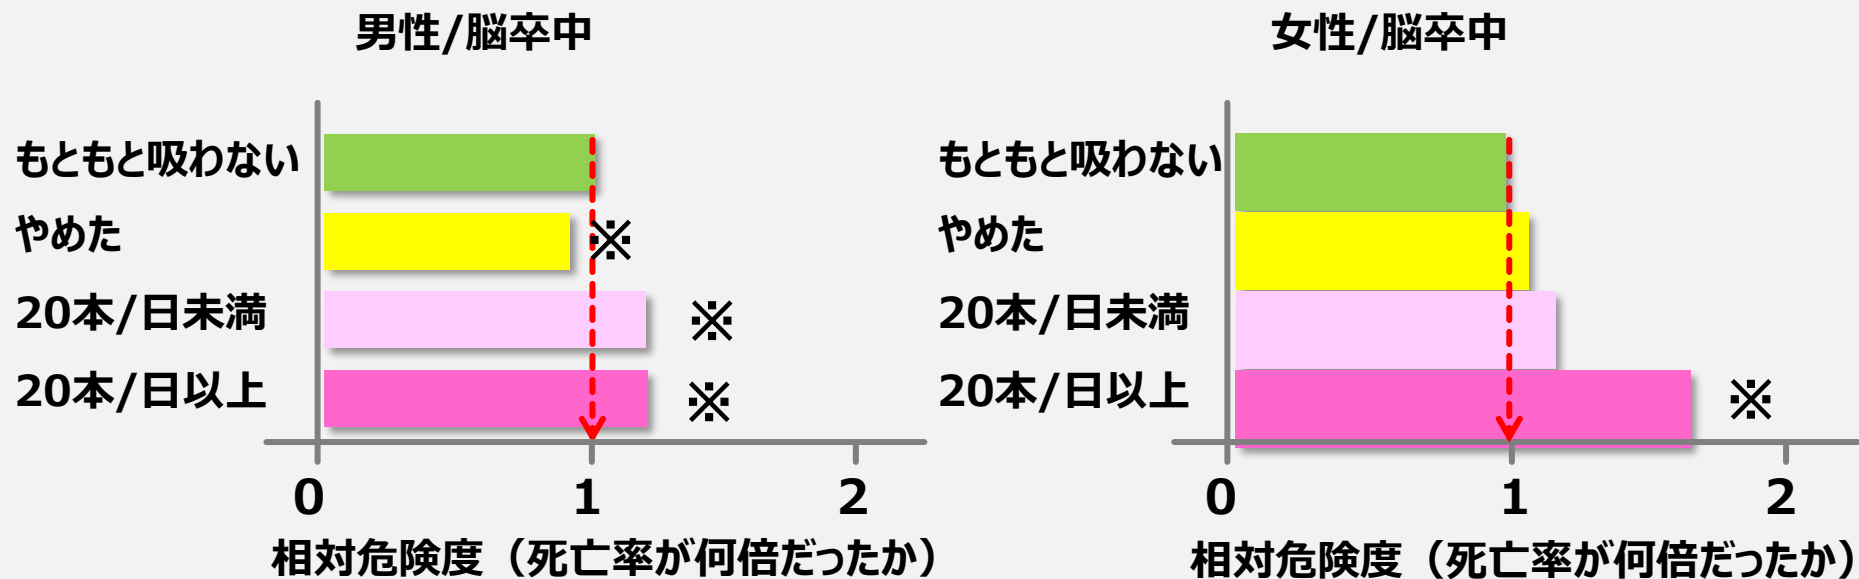 男性/脳卒中
もともと吸わない
やめた
※
20本/日未満
※
20本/日以上
※
0 1 2
相対危険度（死亡率が何倍だったか）
女性/脳卒中
もともと吸わない
やめた
20本/日未満
20本/日以上
※
0 1 2
相対危険度（死亡率が何倍だったか）